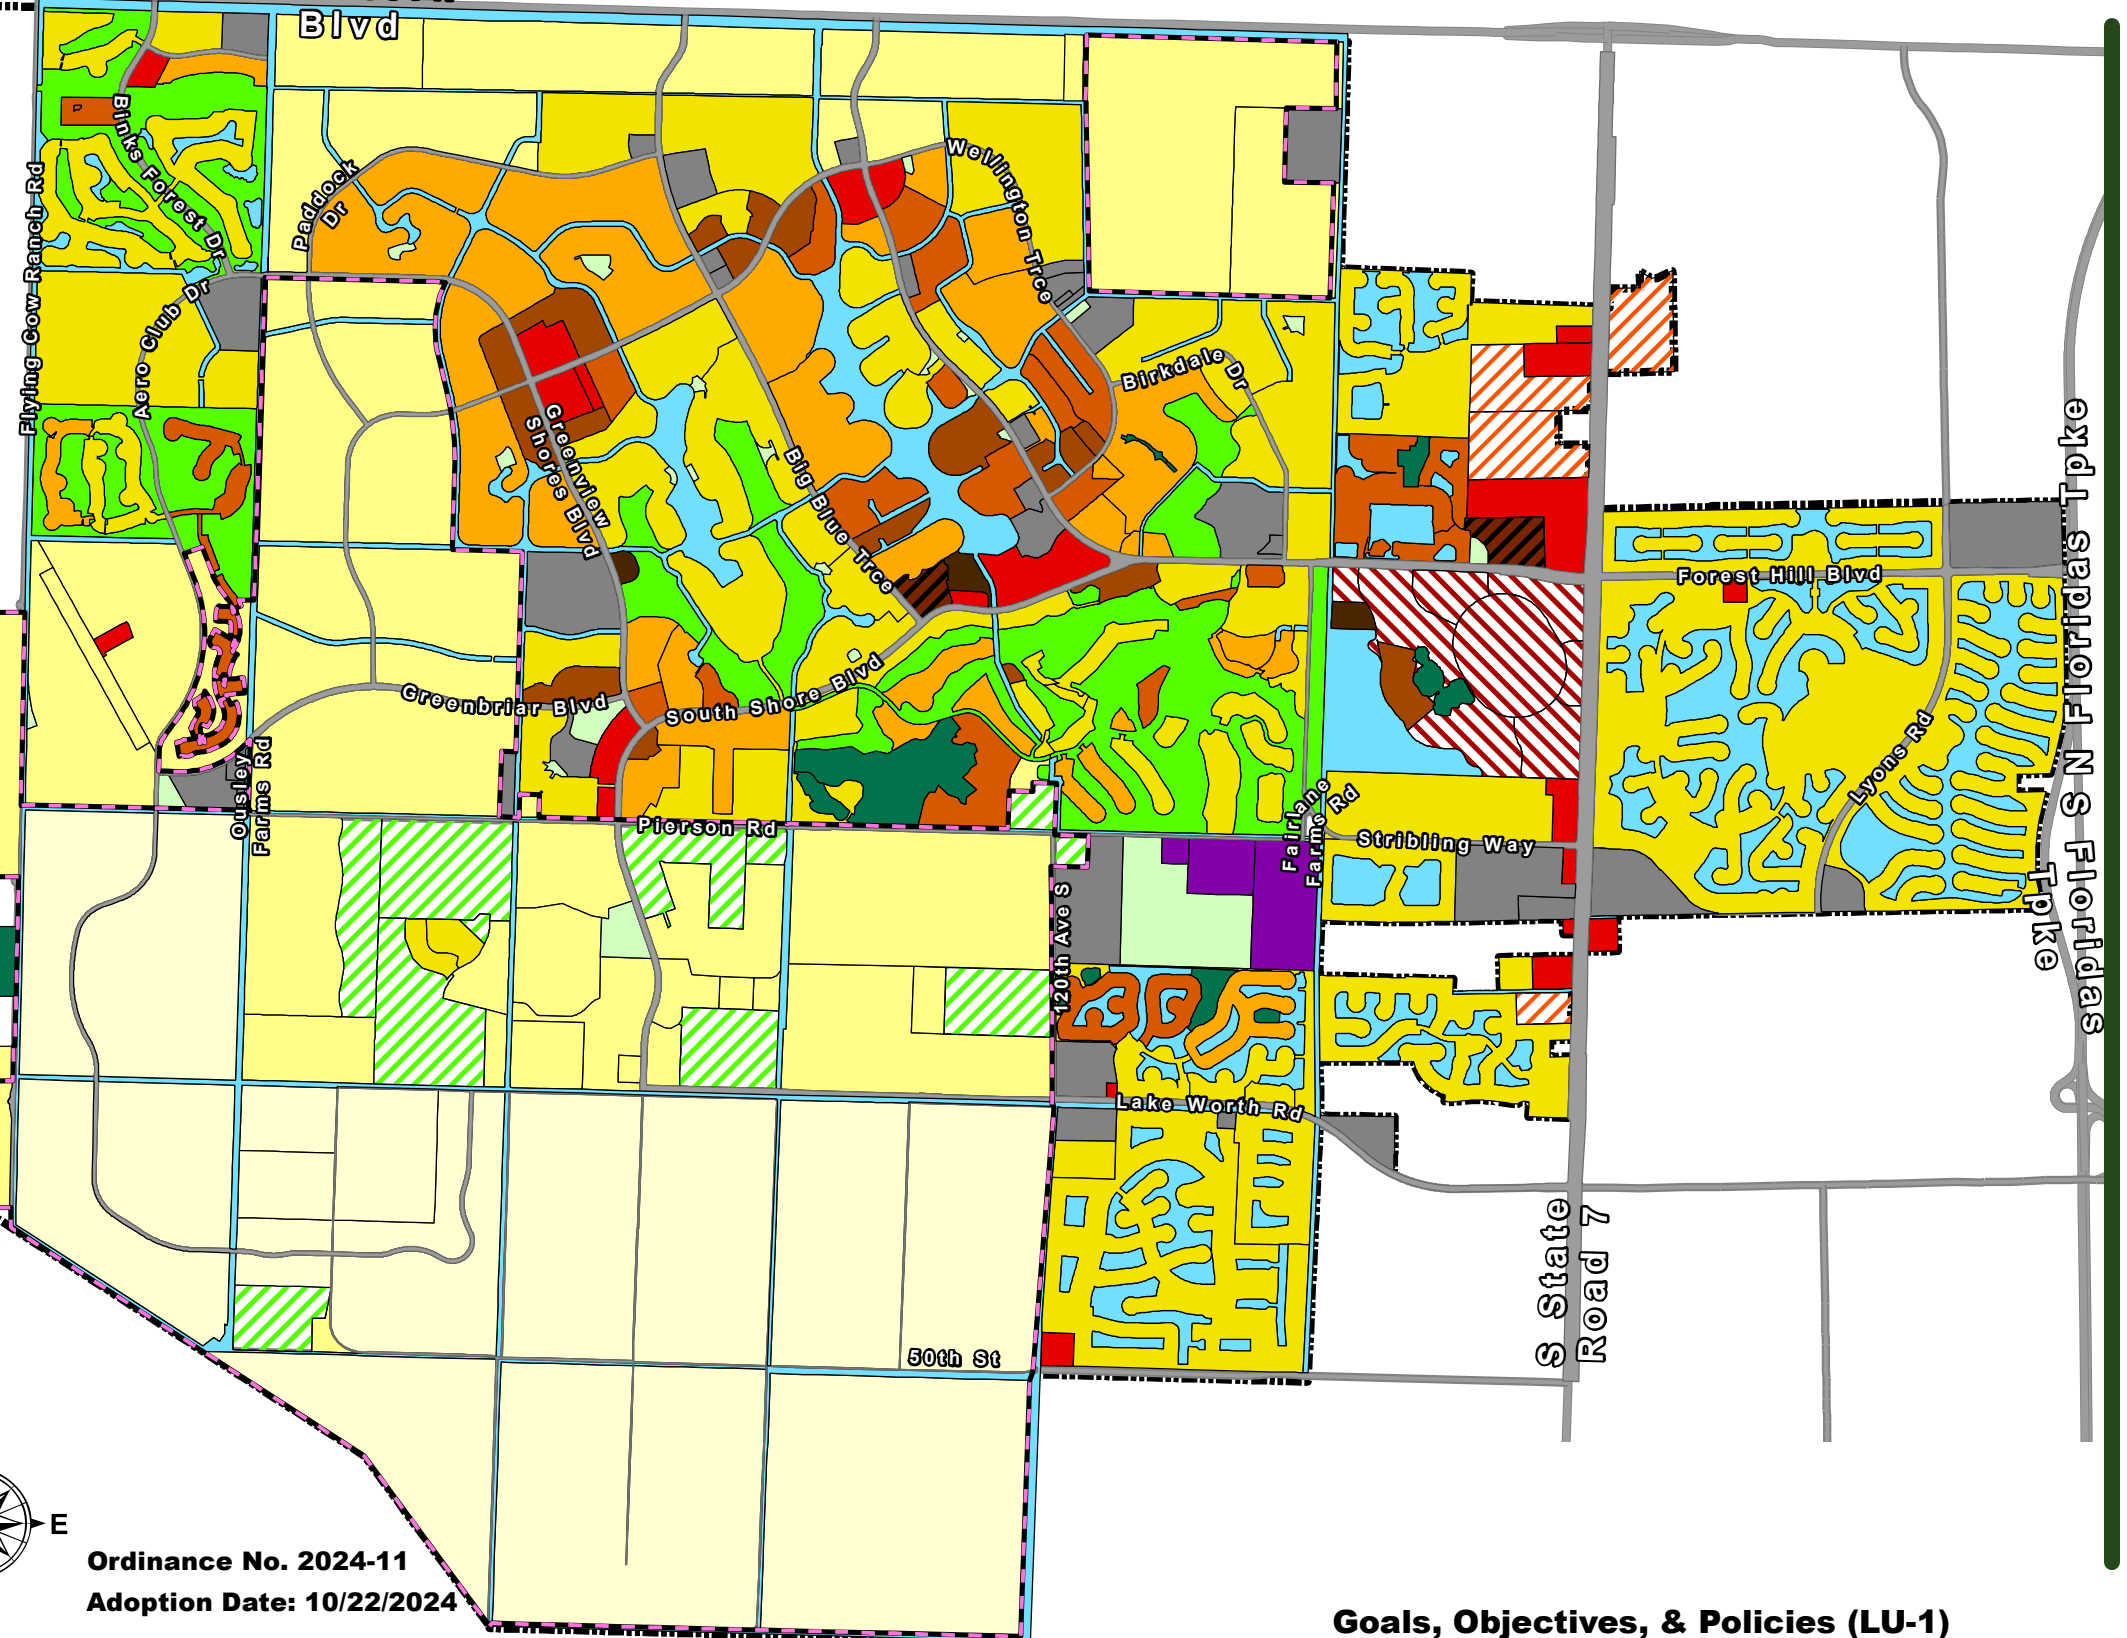 Blvd
Binks Forest Dr
Paddock
Dr
Wellington Trce
Flying Cow Ranch Rd
Aero Club Dr
Birkdale Dr
Greenview
Shores Blvd
Big Blue Trce
N Floridas Tpke
Forest Hill Blvd
Greenbriar Blvd
South Shore Blvd
Lyons Rd
Ousley
Farms Rd
Pierson Rd
Fairlane
Farms Rd
Stribling Way
S Floridas
Tpke
120th Ave S
Lake Worth Rd
S State
Road 7
50th St
E
Ordinance No. 2024-11
Adoption Date: 10/22/2024
Goals, Objectives, & Policies (LU-1)